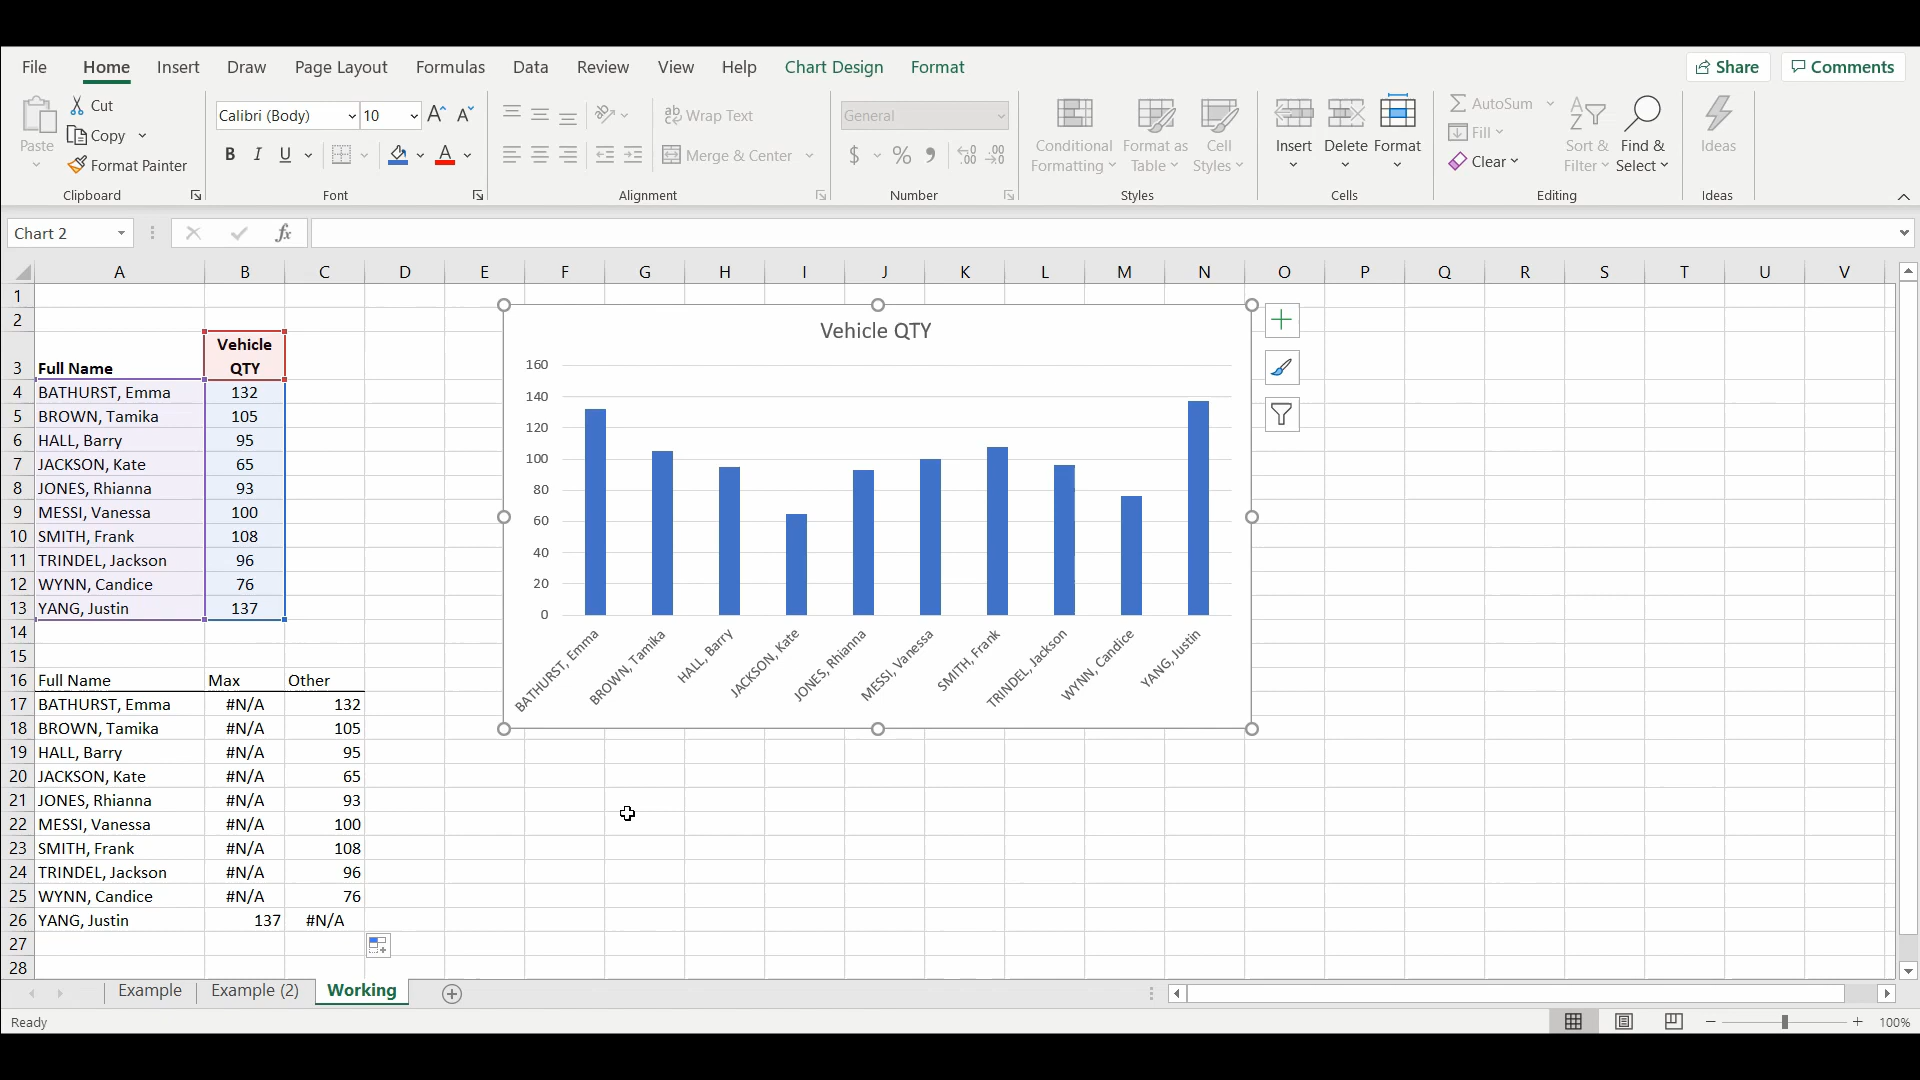 File Home Insert Draw Page Layout Formulas Data Review View Help Chart Design Format Share Comments
Paste Cut
Copy
Format Painter
Calibri (Body) 10
B I U A
ab Wrap Text
Merge & Center
General
$ %
Conditional Formatting
Format as Table
Cell Styles
Insert Delete Format
AutoSum
Fill
Clear
Sort & Filter
Find & Select
Ideas
Clipboard Font Alignment Number Styles Cells Editing Ideas
Chart 2 fx
A B C D E F G H I J K L M N O P Q R S T U V
1
2
3 Full Name Vehicle QTY
4 BATHURST, Emma 132
5 BROWN, Tamika 105
6 HALL, Barry 95
7 JACKSON, Kate 65
8 JONES, Rhianna 93
9 MESSI, Vanessa 100
10 SMITH, Frank 108
11 TRINDEL, Jackson 96
12 WYNN, Candice 76
13 YANG, Justin 137
14
15
16 Full Name Max Other
17 BATHURST, Emma #N/A 132
18 BROWN, Tamika #N/A 105
19 HALL, Barry #N/A 95
20 JACKSON, Kate #N/A 65
21 JONES, Rhianna #N/A 93
22 MESSI, Vanessa #N/A 100
23 SMITH, Frank #N/A 108
24 TRINDEL, Jackson #N/A 96
25 WYNN, Candice #N/A 76
26 YANG, Justin 137 #N/A
27
28
Vehicle QTY
160
140
120
100
80
60
40
20
0
BATHURST, Emma
BROWN, Tamika
HALL, Barry
JACKSON, Kate
JONES, Rhianna
MESSI, Vanessa
SMITH, Frank
TRINDEL, Jackson
WYNN, Candice
YANG, Justin
Example Example (2) Working
Ready 100%